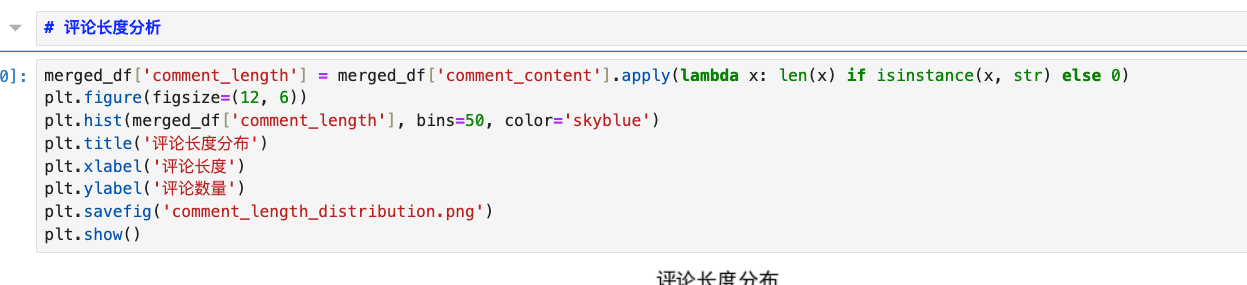 # 评论长度分析
0]:
merged_df['comment_length'] = merged_df['comment_content'].apply(lambda x: len(x) if isinstance(x, str) else 0)
plt.figure(figsize=(12, 6))
plt.hist(merged_df['comment_length'], bins=50, color='skyblue')
plt.title('评论长度分布')
plt.xlabel('评论长度')
plt.ylabel('评论数量')
plt.savefig('comment_length_distribution.png')
plt.show()
评论长度分布